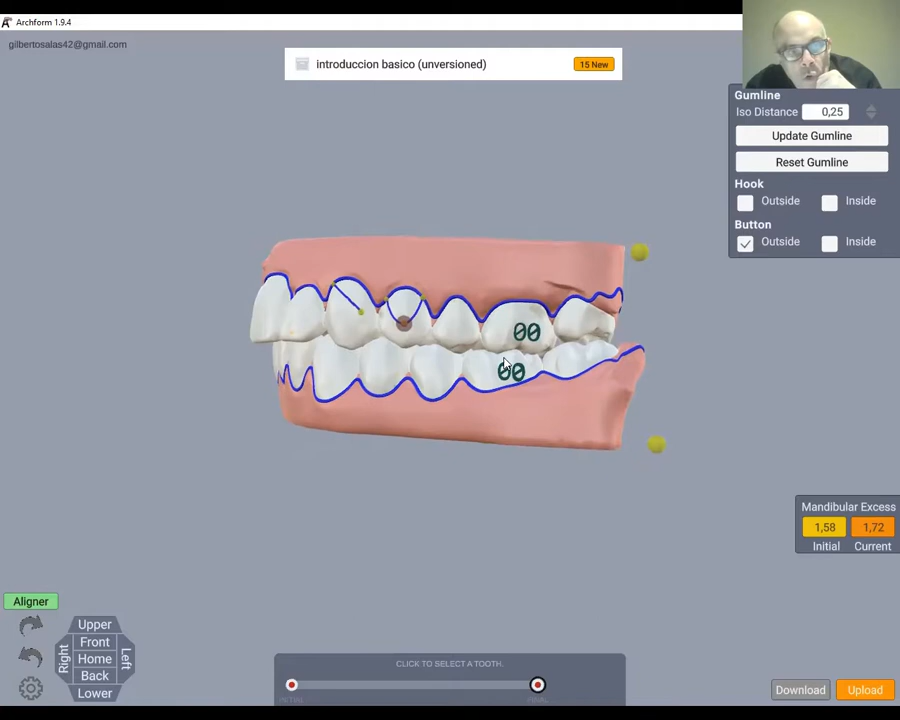 Archform 1.9.4
gilbertosalas42@gmail.com
introduccion basico (unversioned)
15 New
Gumline
Iso Distance 0,25
Update Gumline
Reset Gumline
Hook
Outside Inside
Button
Outside Inside
00
00
Mandibular Excess
1,58 1,72
Initial Current
Aligner
Upper
Front
Right Home Left
Back
Lower
CLICK TO SELECT A TOOTH.
INITIAL
Download Upload